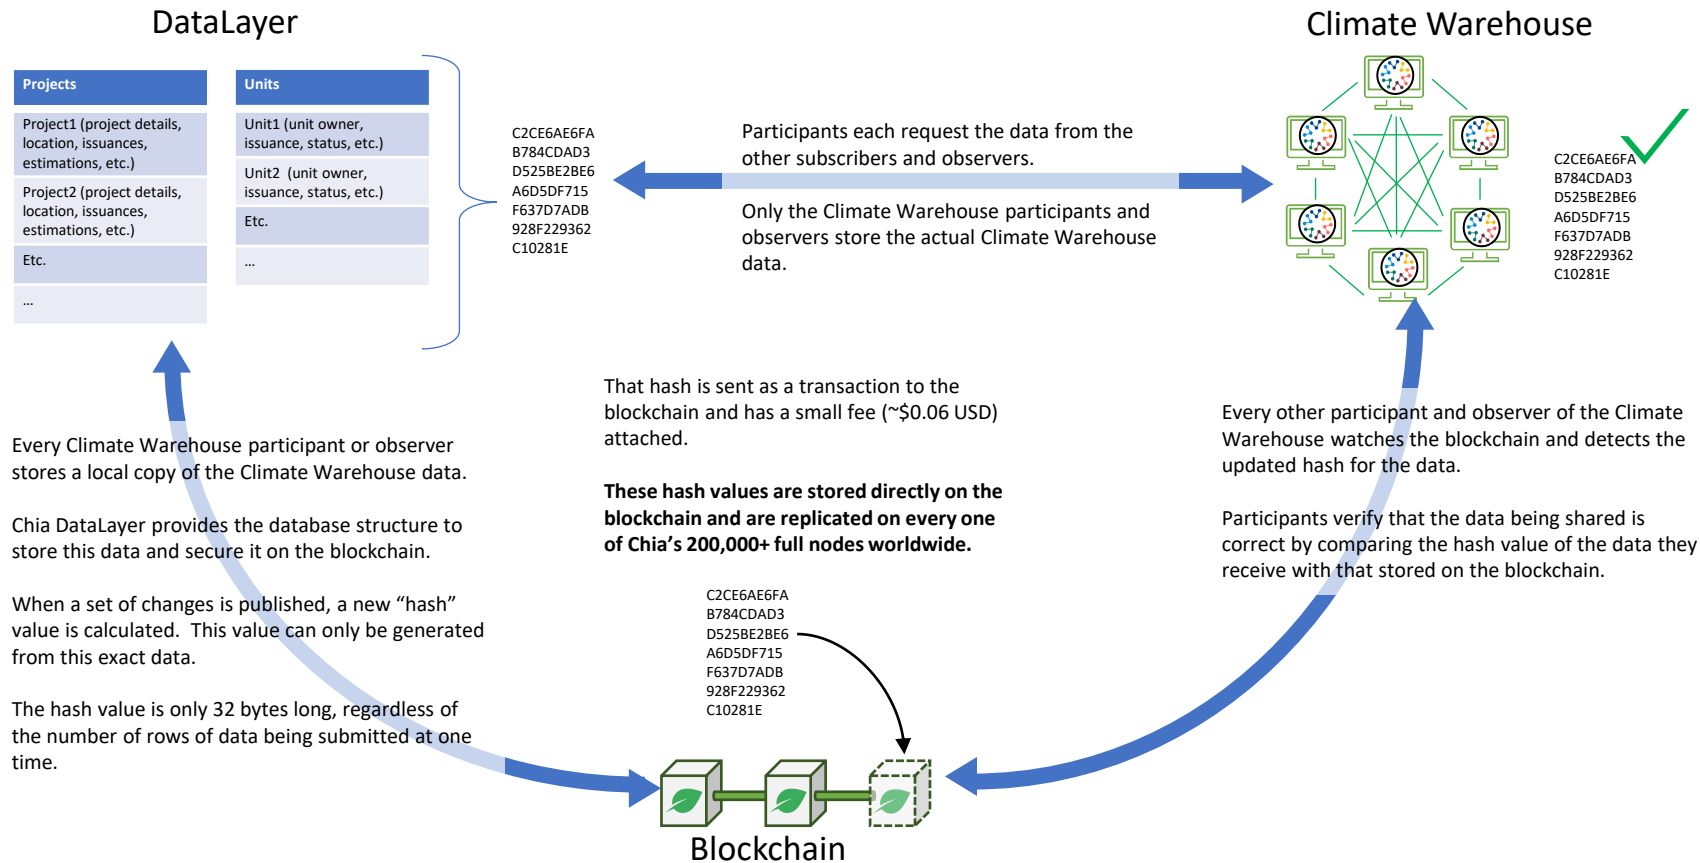 DataLayer
Climate Warehouse
Projects
Project1 (project details,
location, issuances,
estimations, etc.)
Project2 (project details,
location, issuances,
estimations, etc.)
Etc.
...
Units
Unit1 (unit owner,
issuance, status, etc.)
Unit2  (unit owner,
issuance, status, etc.)
Etc.
...
C2CE6AE6FA
B784CDAD3
D525BE2BE6
A6D5DF715
F637D7ADB
928F229362
C10281E
Participants each request the data from the
other subscribers and observers.
Only the Climate Warehouse participants and
observers store the actual Climate Warehouse
data.
C2CE6AE6FA
B784CDAD3
D525BE2BE6
A6D5DF715
F637D7ADB
928F229362
C10281E
Every Climate Warehouse participant or observer
stores a local copy of the Climate Warehouse data.
Chia DataLayer provides the database structure to
store this data and secure it on the blockchain.
When a set of changes is published, a new “hash”
value is calculated.  This value can only be generated
from this exact data.
The hash value is only 32 bytes long, regardless of
the number of rows of data being submitted at one
time.
That hash is sent as a transaction to the
blockchain and has a small fee (~$0.06 USD)
attached.
These hash values are stored directly on the
blockchain and are replicated on every one
of Chia’s 200,000+ full nodes worldwide.
C2CE6AE6FA
B784CDAD3
D525BE2BE6
A6D5DF715
F637D7ADB
928F229362
C10281E
Every other participant and observer of the Climate
Warehouse watches the blockchain and detects the
updated hash for the data.
Participants verify that the data being shared is
correct by comparing the hash value of the data they
receive with that stored on the blockchain.
Blockchain